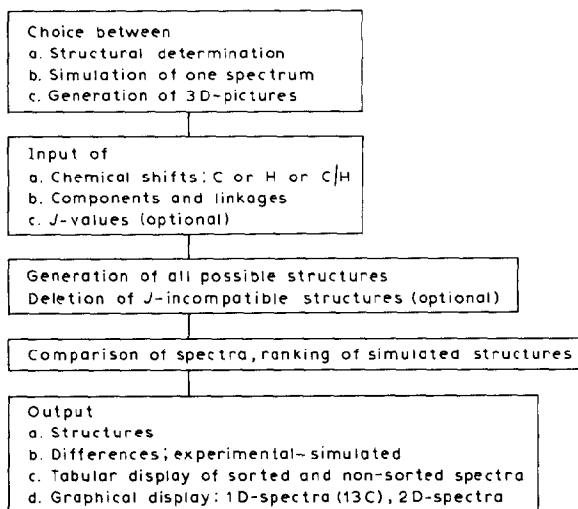 Choice between
a. Structural determination
b. Simulation of one spectrum
c. Generation of 3D-pictures
Input of
a. Chemical shifts: C or H or C/H
b. Components and linkages
c. J-values (optional)
Generation of all possible structures
Deletion of J-incompatible structures (optional)
Comparison of spectra, ranking of simulated structures
Output
a. Structures
b. Differences; experimental-simulated
c. Tabular display of sorted and non-sorted spectra
d. Graphical display: 1D-spectra (13C), 2D-spectra